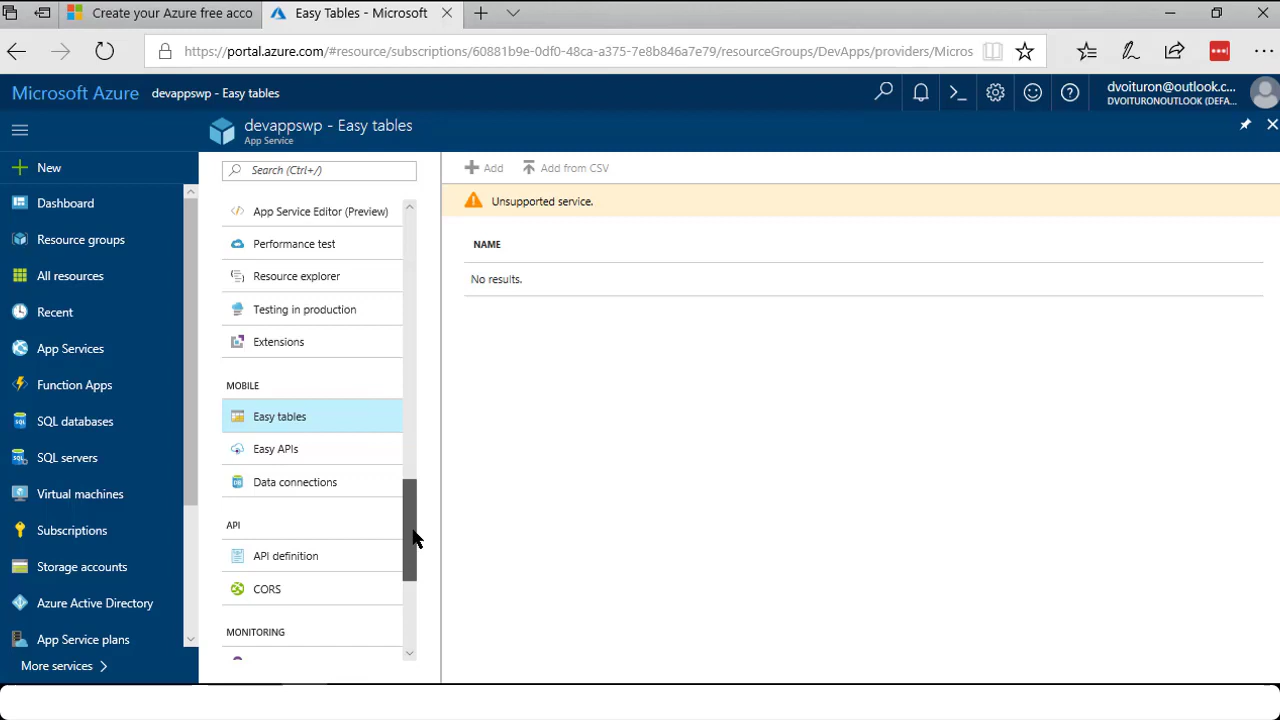 Create your Azure free acco
Easy Tables - Microsoft
https://portal.azure.com/#resource/subscriptions/60881b9e-0df0-48ca-a375-7e8b846a7e79/resourceGroups/DevApps/providers/Micros
Microsoft Azure
devappswp - Easy tables
dvoituron@outlook.c...
DVOITURONOUTLOOK (DEFA...
devappswp - Easy tables
App Service
New
Dashboard
Resource groups
All resources
Recent
App Services
Function Apps
SQL databases
SQL servers
Virtual machines
Subscriptions
Storage accounts
Azure Active Directory
App Service plans
More services
Search (Ctrl+/)
App Service Editor (Preview)
Performance test
Resource explorer
Testing in production
Extensions
MOBILE
Easy tables
Easy APIs
Data connections
API
API definition
CORS
MONITORING
Add
Add from CSV
Unsupported service.
NAME
No results.